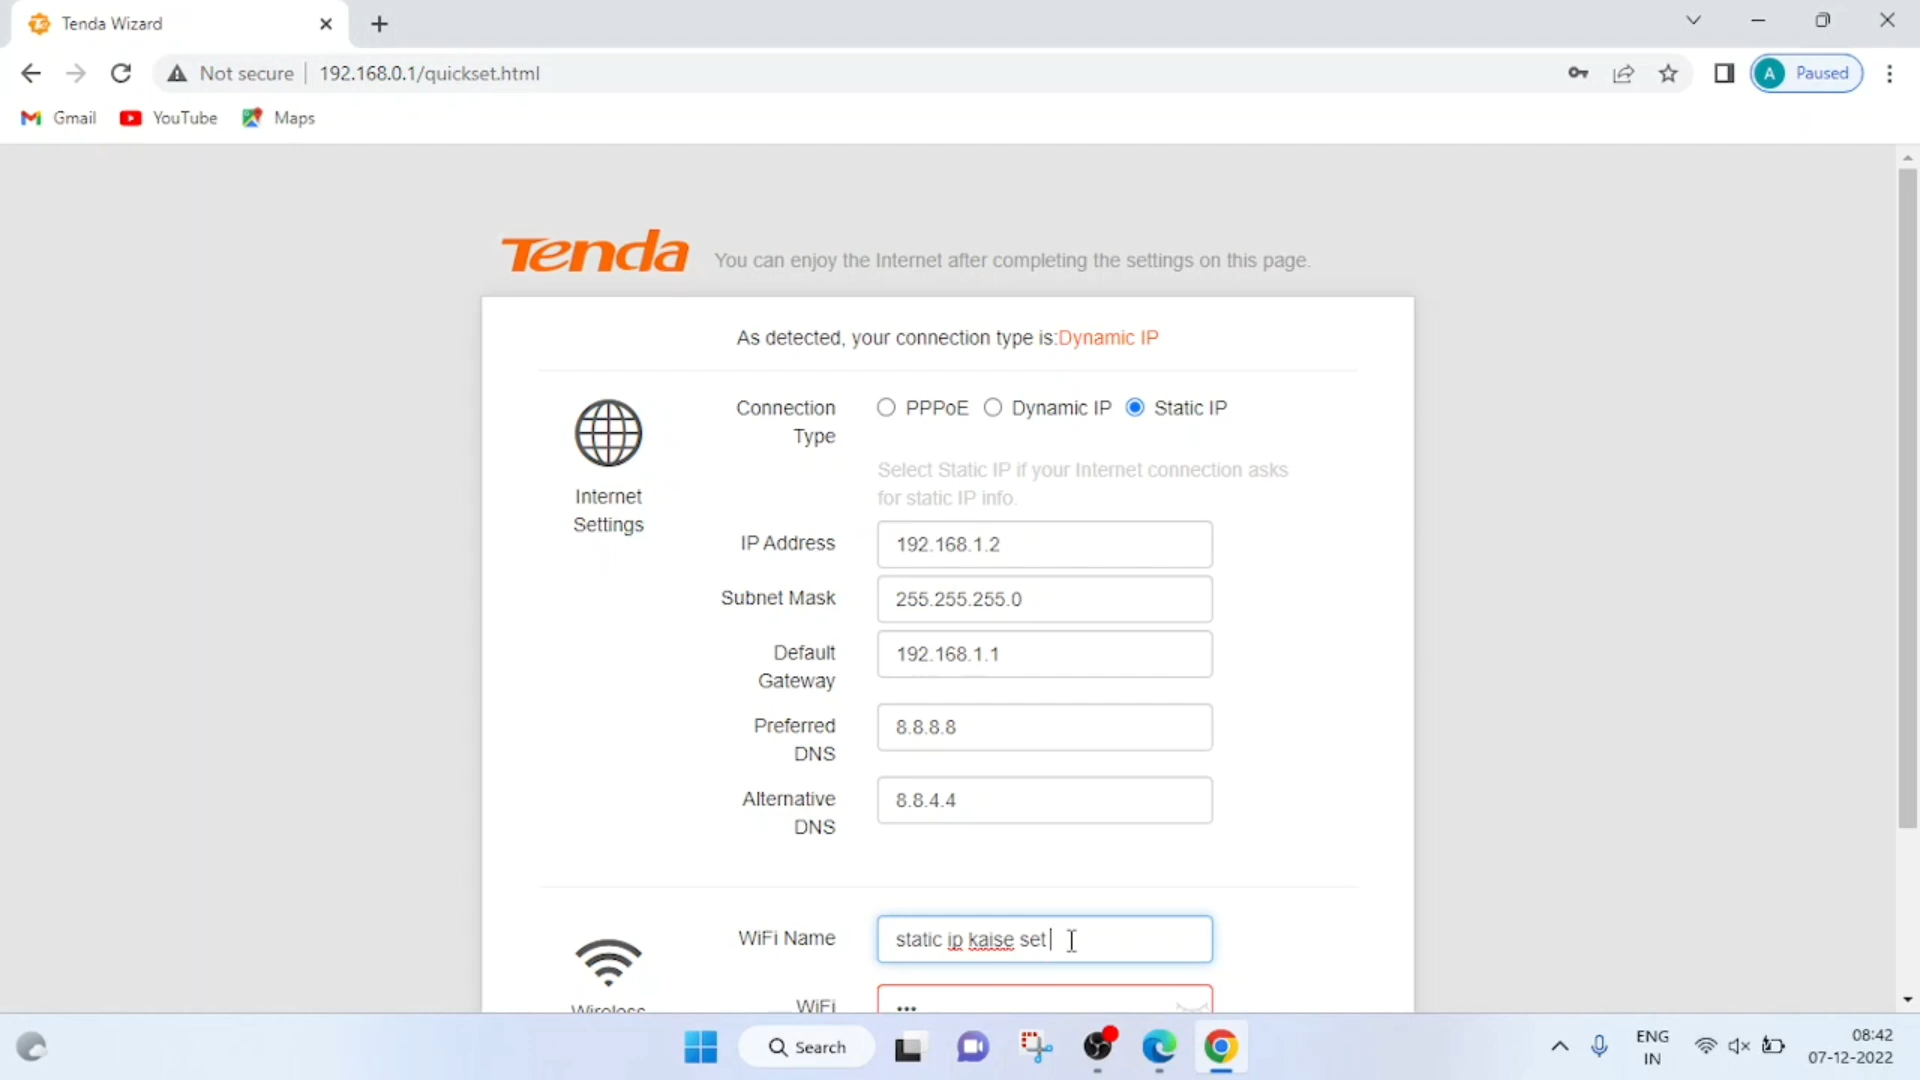 Tenda Wizard
Not secure 192.168.0.1/quickset.html
A Paused
Gmail YouTube Maps
Tenda You can enjoy the Internet after completing the settings on this page.
As detected, your connection type is:Dynamic IP
Internet
Settings
Connection
Type
PPPoE Dynamic IP Static IP
Select Static IP if your Internet connection asks
for static IP info.
IP Address 192.168.1.2
Subnet Mask 255.255.255.0
Default
Gateway
192.168.1.1
Preferred
DNS
8.8.8.8
Alternative
DNS
8.8.4.4
WiFi Name static ip kaise set
Wireless
WiFi •••
Search
ENG
IN
08:42
07-12-2022